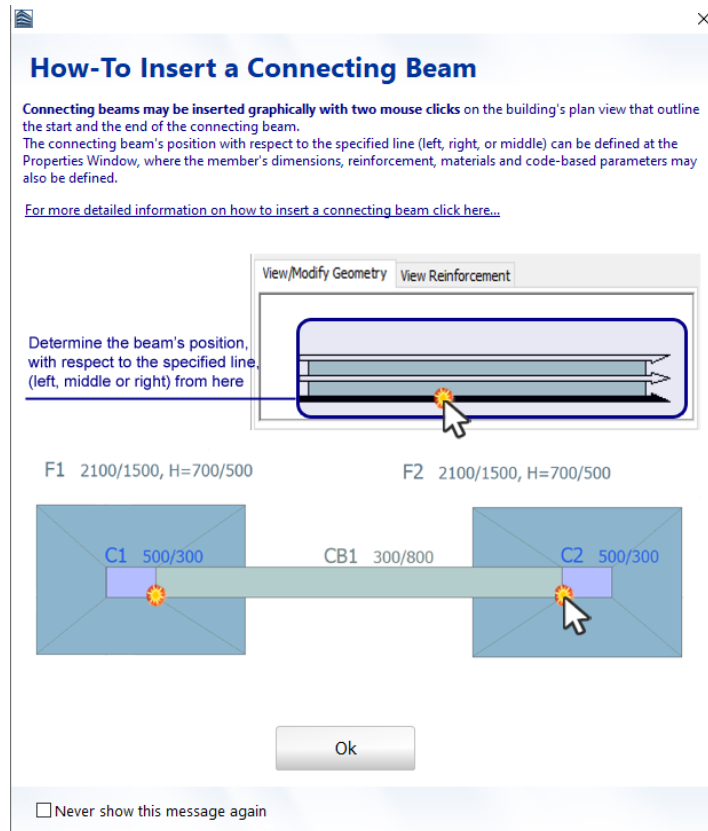 How-To Insert a Connecting Beam
Connecting beams may be inserted graphically with two mouse clicks on the building's plan view that outline
the start and the end of the connecting beam.
The connecting beam's position with respect to the specified line (left, right, or middle) can be defined at the
Properties Window, where the member's dimensions, reinforcement, materials and code-based parameters may
also be defined.
For more detailed information on how to insert a connecting beam click here...
View/Modify Geometry View Reinforcement
Determine the beam's position,
with respect to the specified line,
(left, middle or right) from here
F1 2100/1500, H=700/500
F2 2100/1500, H=700/500
C1 500/300
CB1 300/800
C2 500/300
Ok
Never show this message again